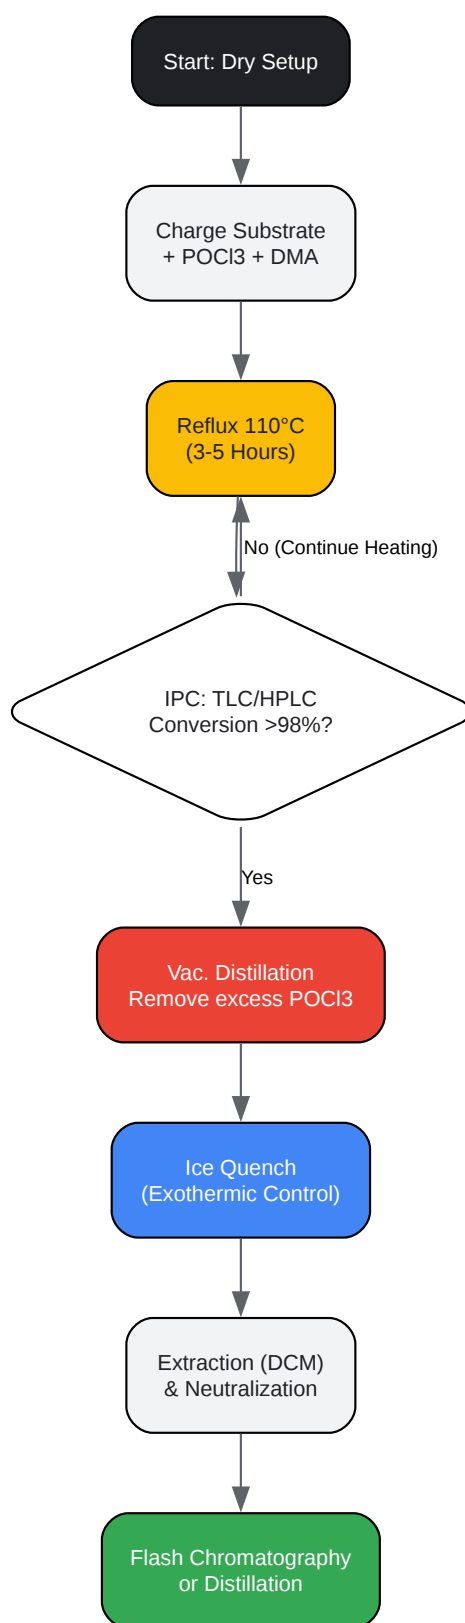 Start: Dry Setup
Charge Substrate
+ POCl3 + DMA
Reflux 110°C
(3-5 Hours)
No (Continue Heating)
IPC: TLC/HPLC
Conversion >98%?
Yes
Vac. Distillation
Remove excess POCl3
Ice Quench
(Exothermic Control)
Extraction (DCM)
& Neutralization
Flash Chromatography
or Distillation